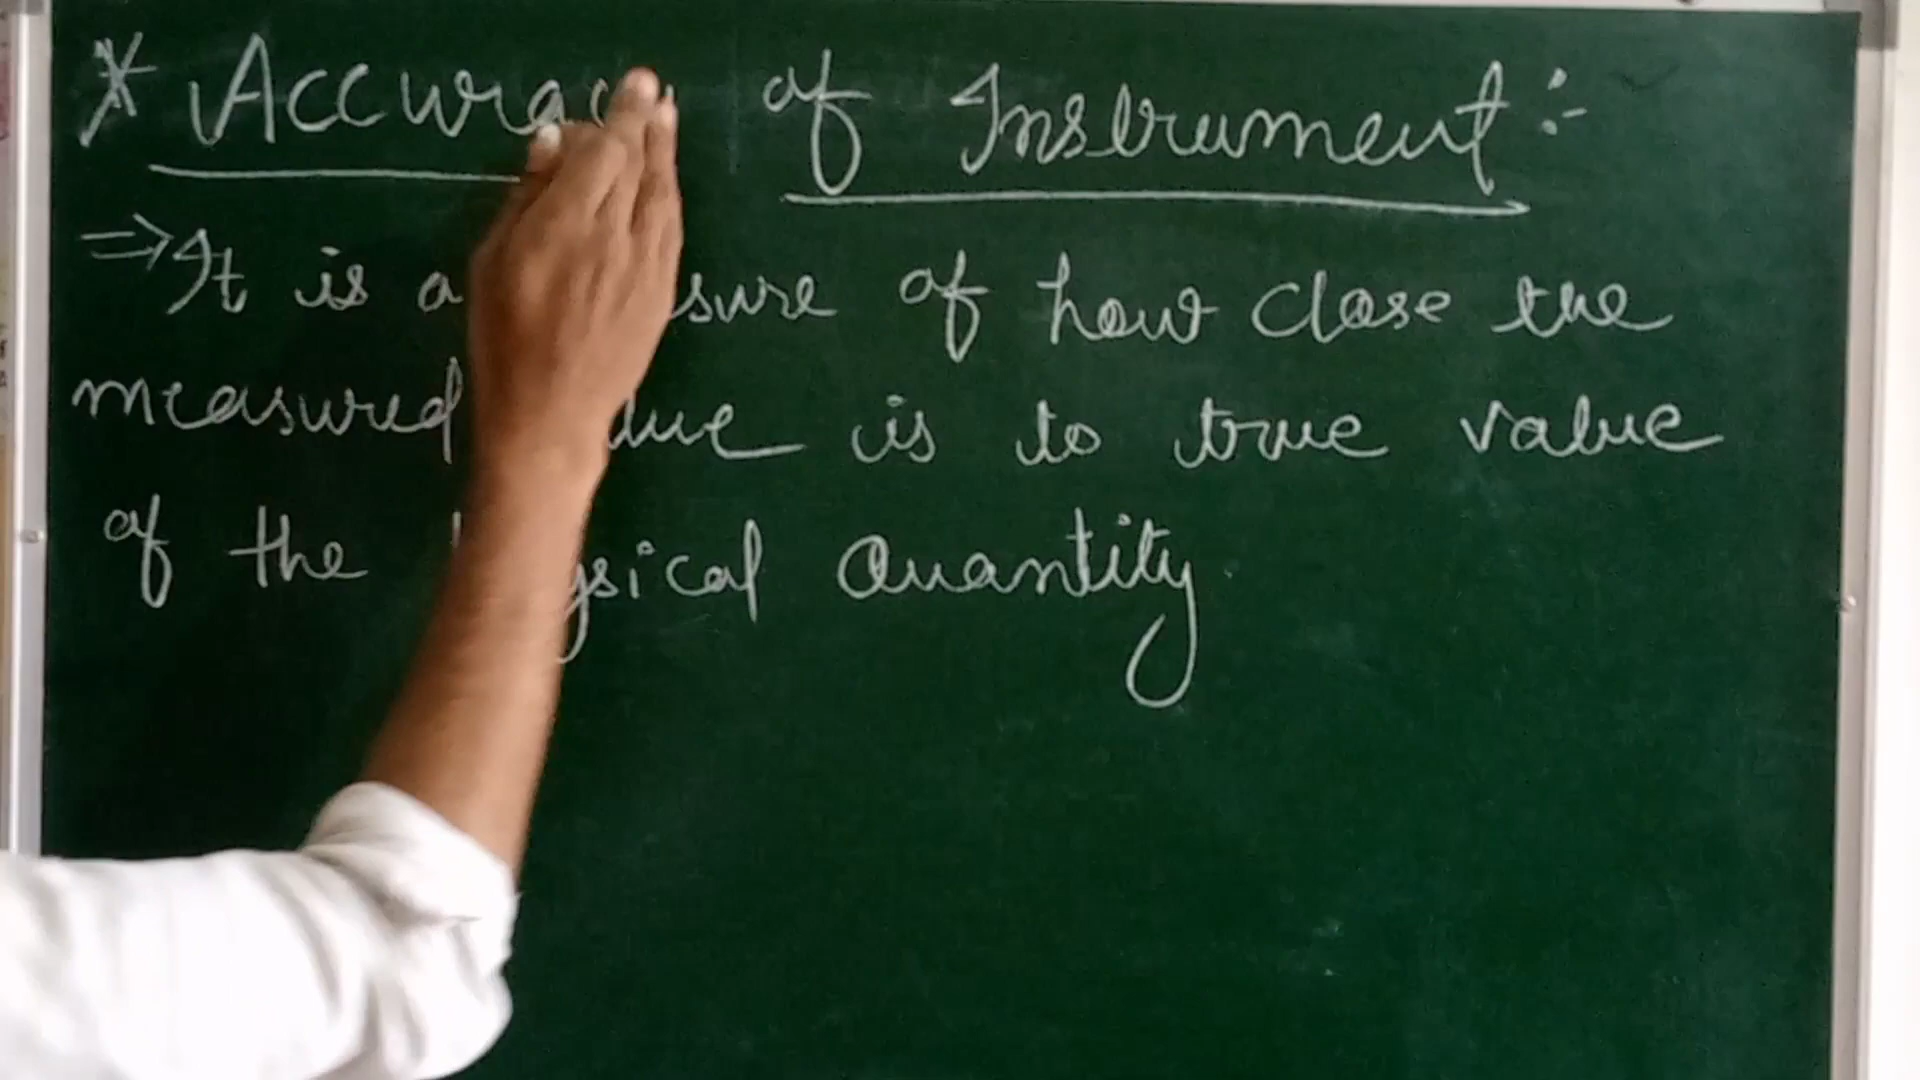 * Accuracy of Instrument :-
⇒ It is a measure of how close the
measured value is to true value
of the physical Quantity